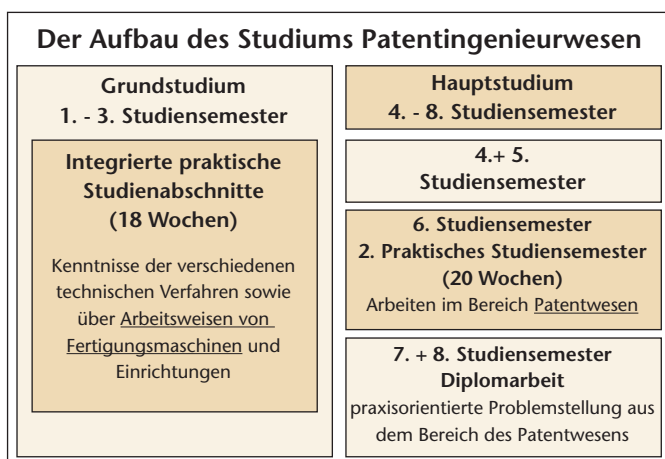 Der Aufbau des Studiums Patentingenieurwesen
Grundstudium
1. - 3. Studiensemester
Integrierte praktische
Studienabschnitte
(18 Wochen)
Kenntnisse der verschiedenen
technischen Verfahren sowie
über Arbeitsweisen von
Fertigungsmaschinen und
Einrichtungen
Hauptstudium
4. - 8. Studiensemester
4.+ 5.
Studiensemester
6. Studiensemester
2. Praktisches Studiensemester
(20 Wochen)
Arbeiten im Bereich Patentwesen
7. + 8. Studiensemester
Diplomarbeit
praxisorientierte Problemstellung aus
dem Bereich des Patentwesens